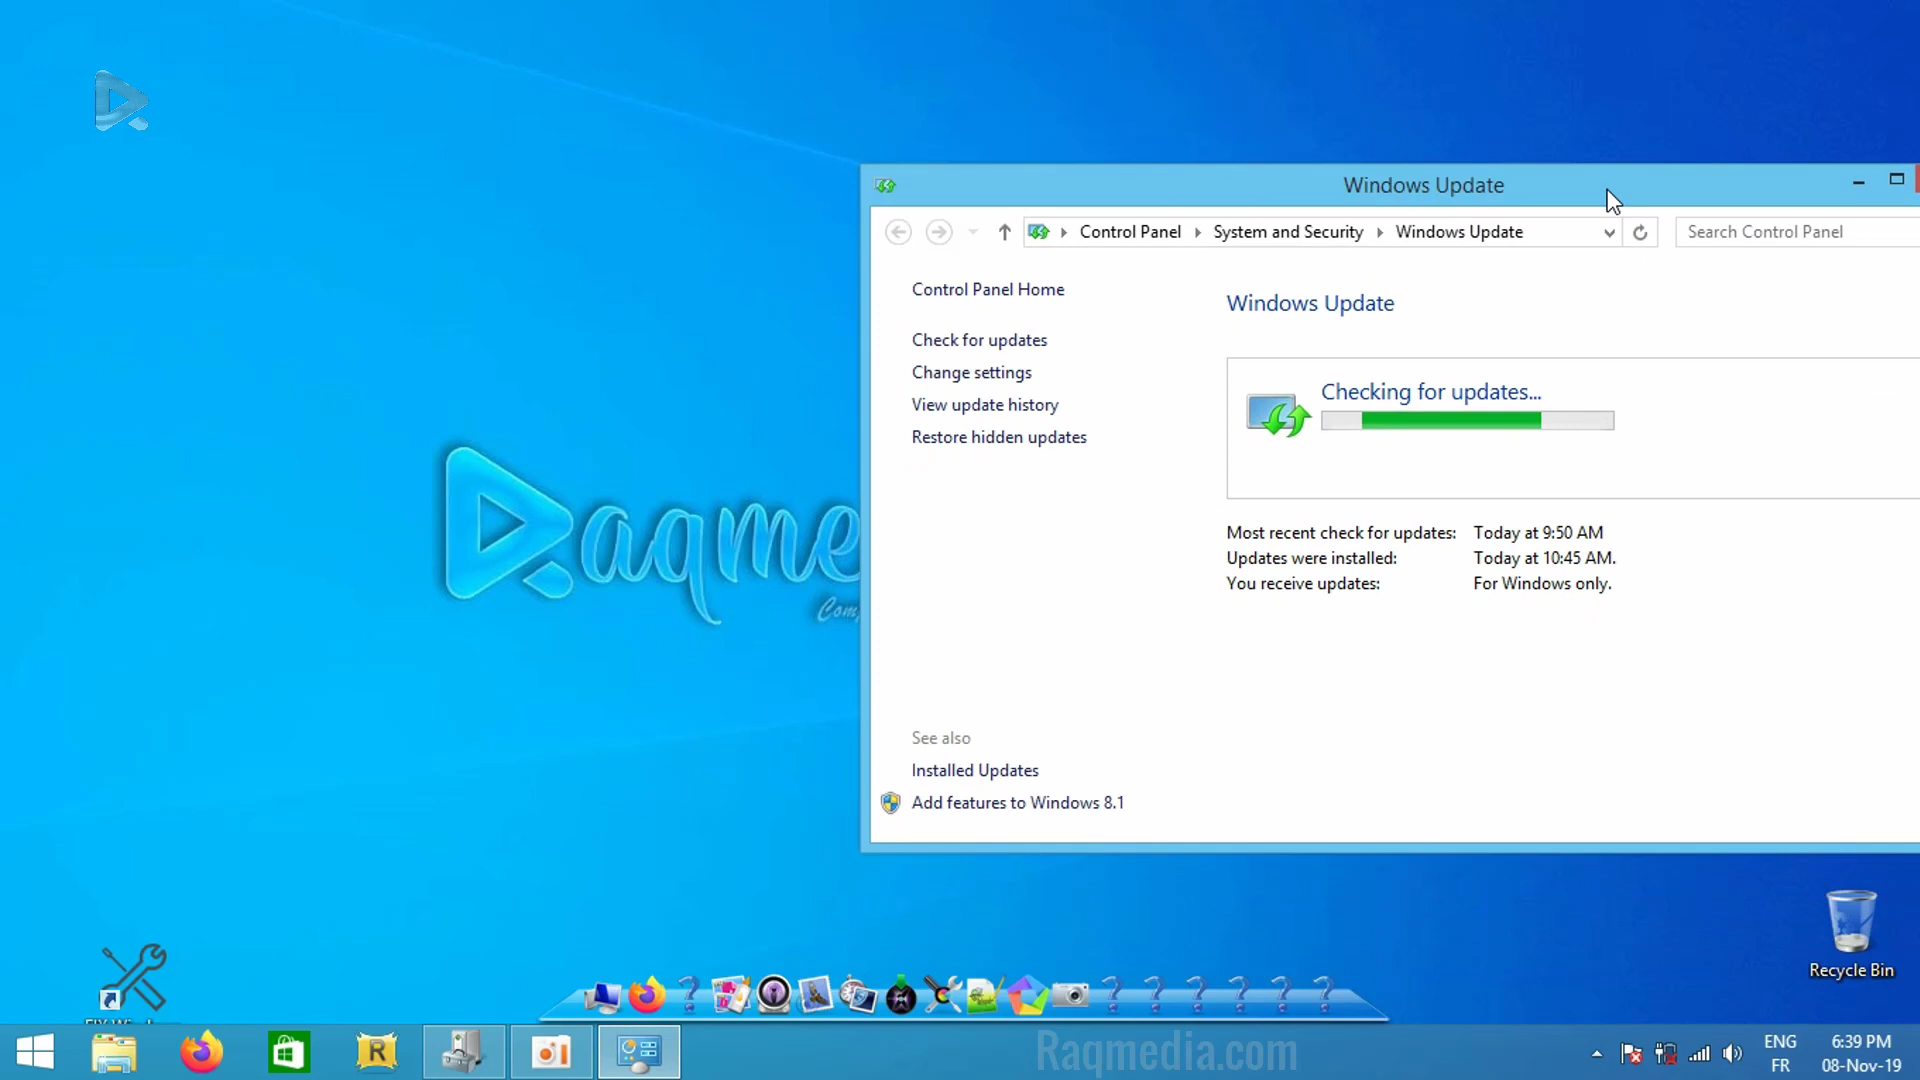 Windows Update
Control Panel
System and Security
Windows Update
Search Control Panel
Control Panel Home
Windows Update
Check for updates
Change settings
View update history
Restore hidden updates
Checking for updates...
Most recent check for updates: Today at 9:50 AM
Updates were installed: Today at 10:45 AM.
You receive updates: For Windows only.
aqme
See also
Installed Updates
Add features to Windows 8.1
Recycle Bin
Raqmedia.com
ENG
FR
6:39 PM
08-Nov-19